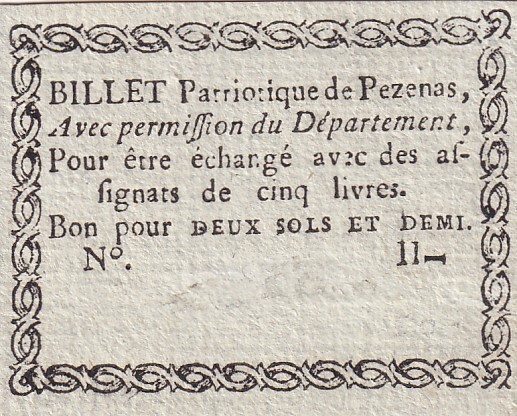 BILLET Patriotique de Pezenas,
Avec permiſſion du Département,
Pour être échangé avec des aſ-
ſignats de cinq livres.
Bon pour DEUX SOLS ET DEMI.
N°. II